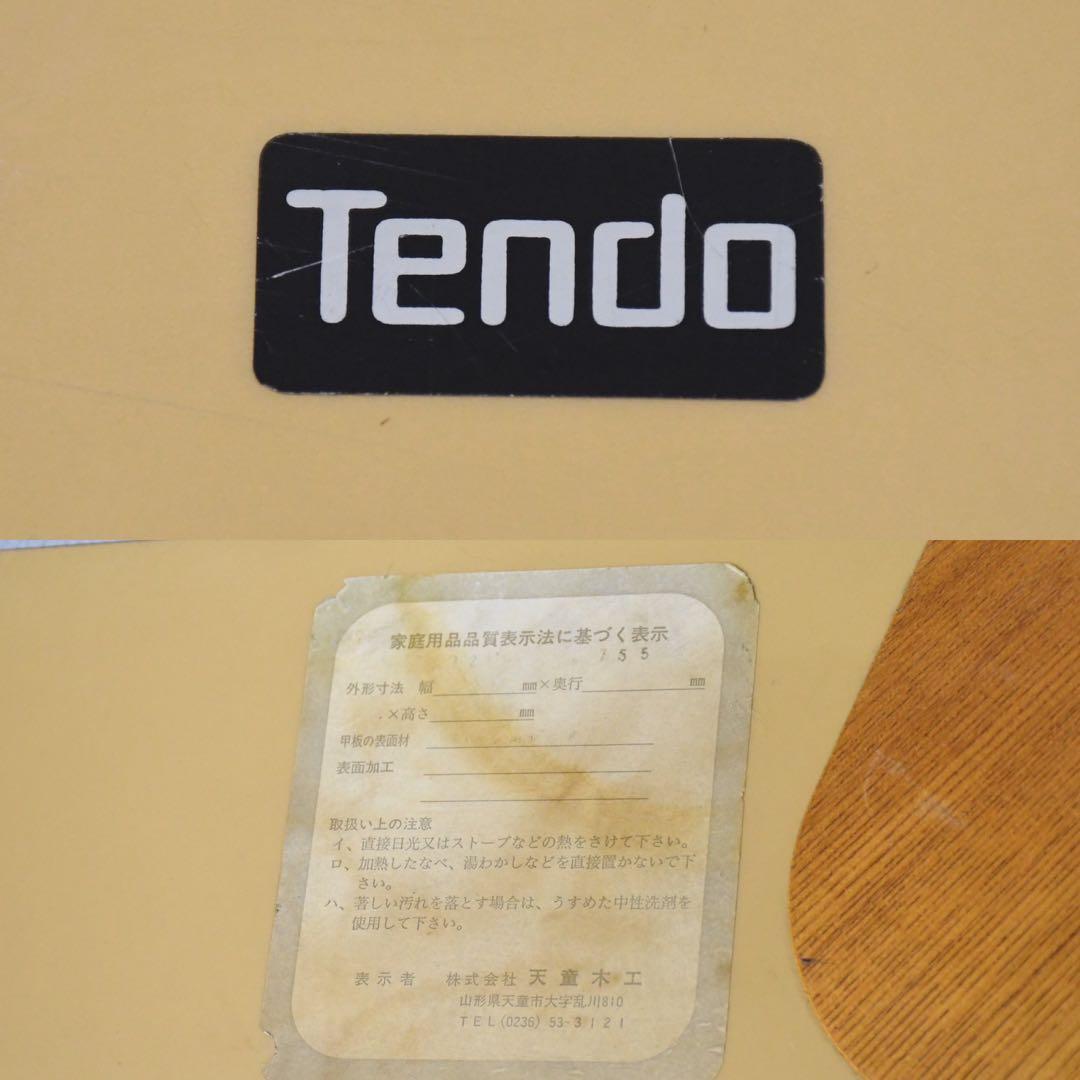 Tendo
家庭用品品質表示法に基づく表示
755
外形寸法 幅 mm×奥行 mm
×高さ mm
甲板の表面材
表面加工
取扱い上の注意
イ、直接日光又はストーブなどの熱をさけて下さい。
ロ、加熱したなべ、湯わかしなどを直接置かないで下
さい。
ハ、著しい汚れを落とす場合は、うすめた中性洗剤を
使用して下さい。
表示者 株式会社 天童木工
山形県天童市大字乱川810
TEL(0236) 53-3121